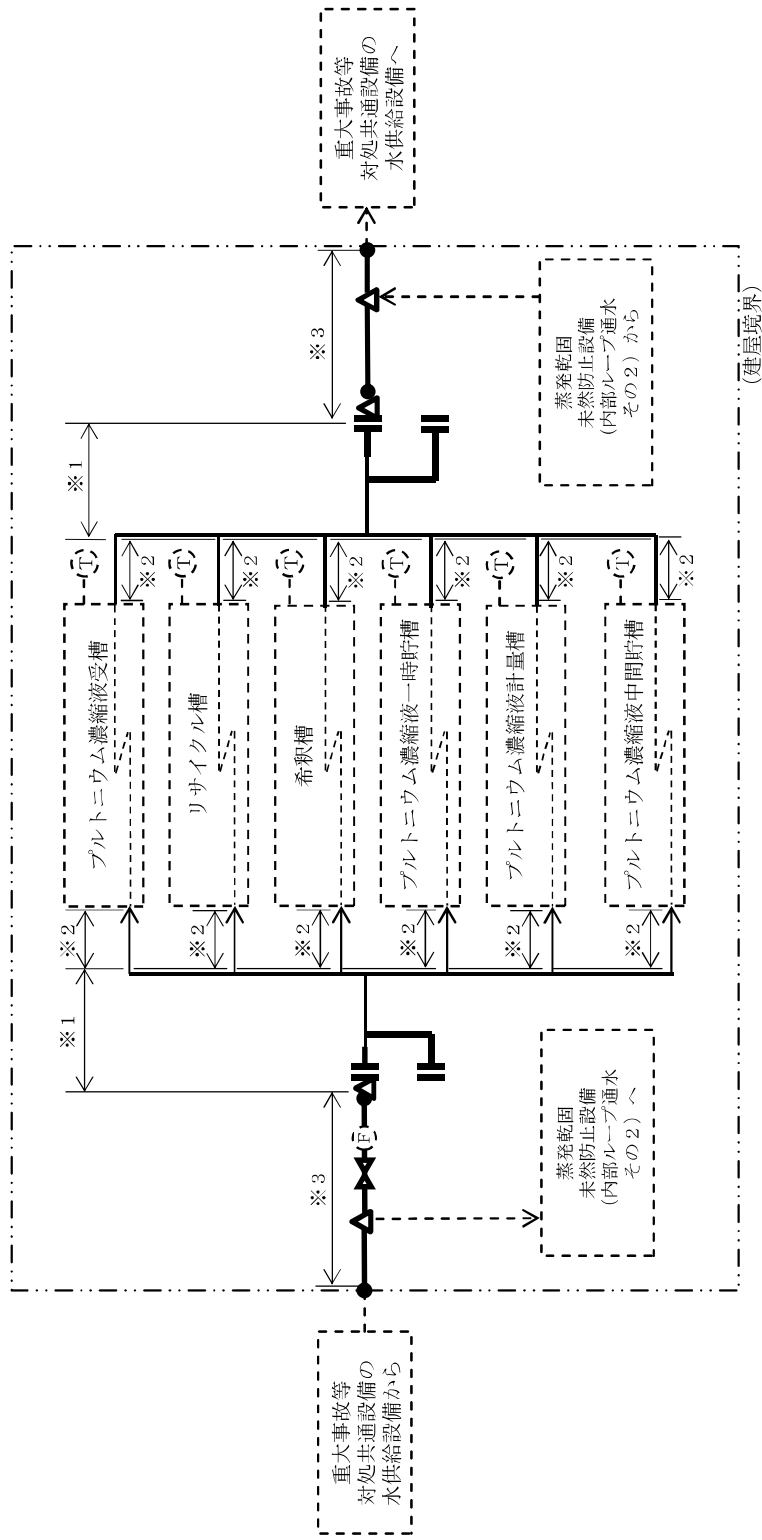 重大事故等
対処共通設備の
水供給設備から
※3
※1
※2
F
蒸発乾固
未然防止設備
(内部ループ通水
その2)へ
プルトニウム濃縮液受槽
T
※2
※2
リサイクル槽
T
※2
※2
希釈槽
T
※2
※2
プルトニウム濃縮液一時貯槽
T
※2
※2
プルトニウム濃縮液計量槽
T
※2
※2
プルトニウム濃縮液中間貯槽
T
※2
※1
※3
蒸発乾固
未然防止設備
(内部ループ通水
その2)から
重大事故等
対処共通設備の
水供給設備へ
(建屋境界)